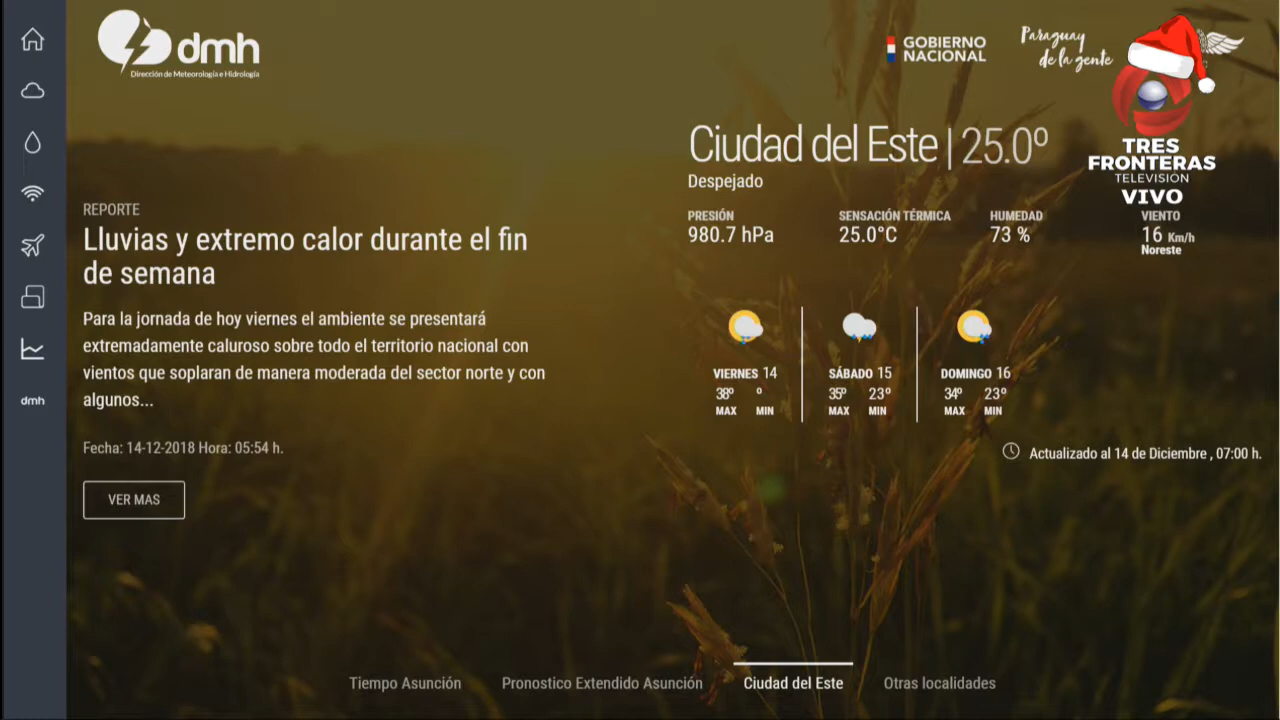 dmh
Dirección de Meteorología e Hidrología
GOBIERNO
NACIONAL
Paraguay
de la gente
TRES
FRONTERAS
TELEVISIÓN
VIVO
Ciudad del Este | 25.0º
Despejado
PRESIÓN
980.7 hPa
SENSACIÓN TÉRMICA
25.0°C
HUMEDAD
73 %
VIENTO
16 Km/h
Noreste
REPORTE
Lluvias y extremo calor durante el fin
de semana
Para la jornada de hoy viernes el ambiente se presentará
extremadamente caluroso sobre todo el territorio nacional con
vientos que soplaran de manera moderada del sector norte y con
algunos...
Fecha: 14-12-2018 Hora: 05:54 h.
VER MAS
VIERNES 14
38º º
MAX MIN
SÁBADO 15
35º 23º
MAX MIN
DOMINGO 16
34º 23º
MAX MIN
Actualizado al 14 de Diciembre , 07:00 h.
dmh
Tiempo Asunción
Pronostico Extendido Asunción
Ciudad del Este
Otras localidades